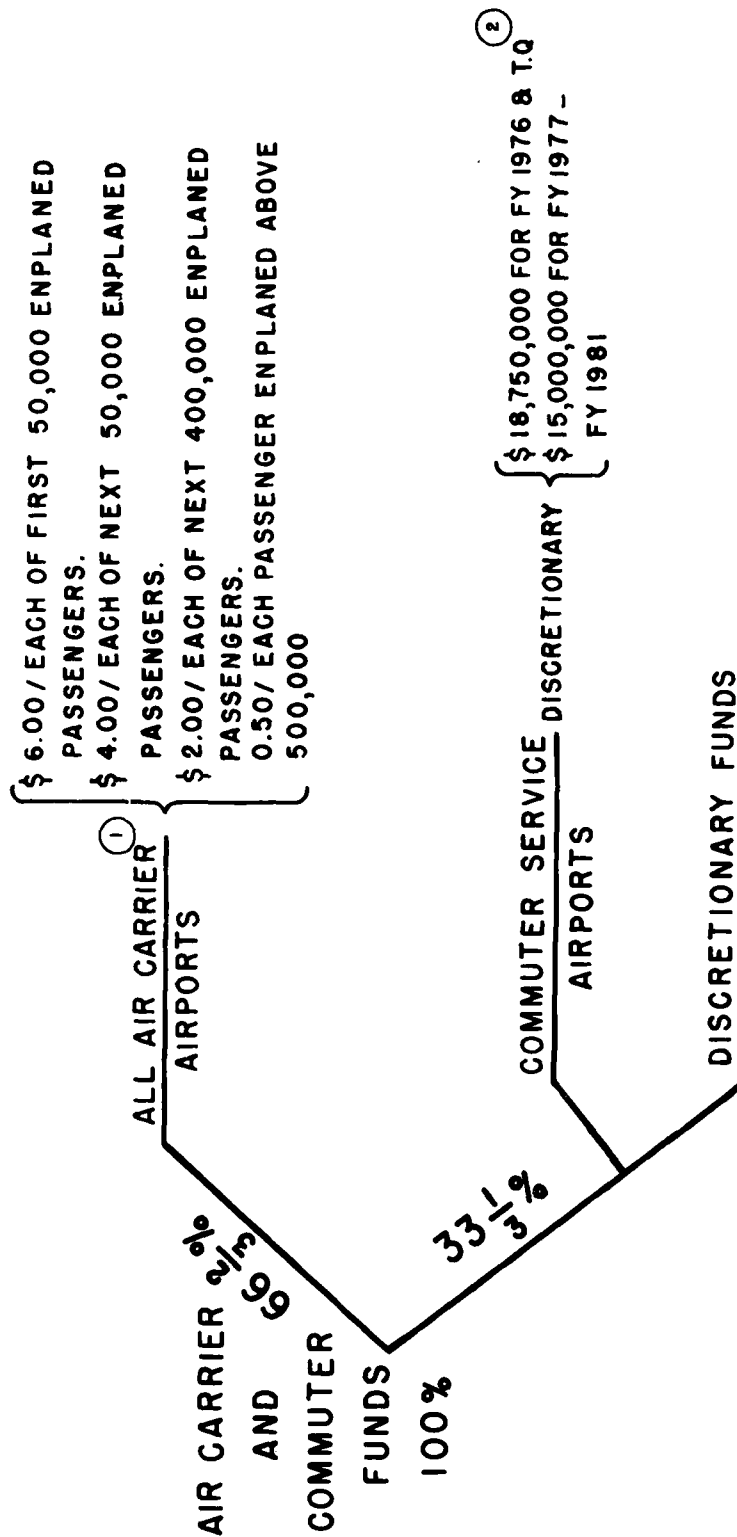 AIR CARRIER
AND
COMMUTER
FUNDS
100%
66 2/3 %
33 1/3 %
ALL AIR CARRIER
AIRPORTS
1
$ 6.00/ EACH OF FIRST 50,000 ENPLANED
PASSENGERS.
$ 4.00/ EACH OF NEXT 50,000 ENPLANED
PASSENGERS.
$ 2.00/ EACH OF NEXT 400,000 ENPLANED
PASSENGERS.
0.50/ EACH PASSENGER ENPLANED ABOVE
500,000
COMMUTER SERVICE
AIRPORTS
DISCRETIONARY
$ 18,750,000 FOR FY 1976 & T.Q
2
$ 15,000,000 FOR FY 1977-
FY 1981
DISCRETIONARY FUNDS